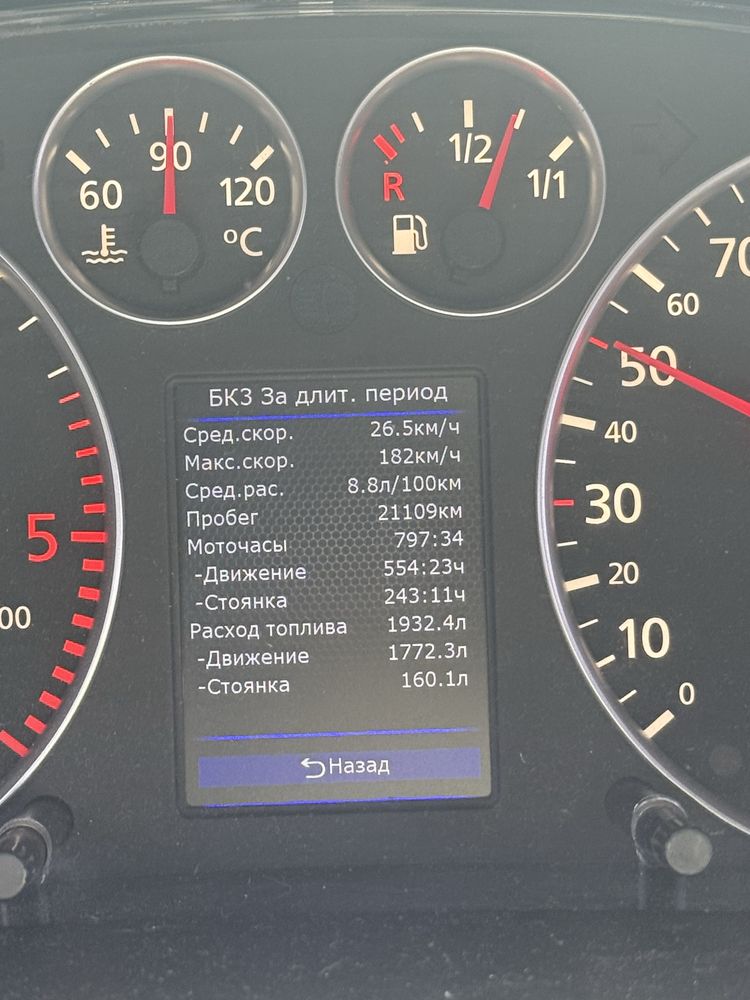 60
90
120
°C
R
1/2
1/1
БК3 За длит. период
Сред.скор. 26.5км/ч
Макс.скор. 182км/ч
Сред.рас. 8.8л/100км
Пробег 21109км
Моточасы 797:34
-Движение 554:23ч
-Стоянка 243:11ч
Расход топлива 1932.4л
-Движение 1772.3л
-Стоянка 160.1л
Назад
5
00
70
60
50
40
30
20
10
0